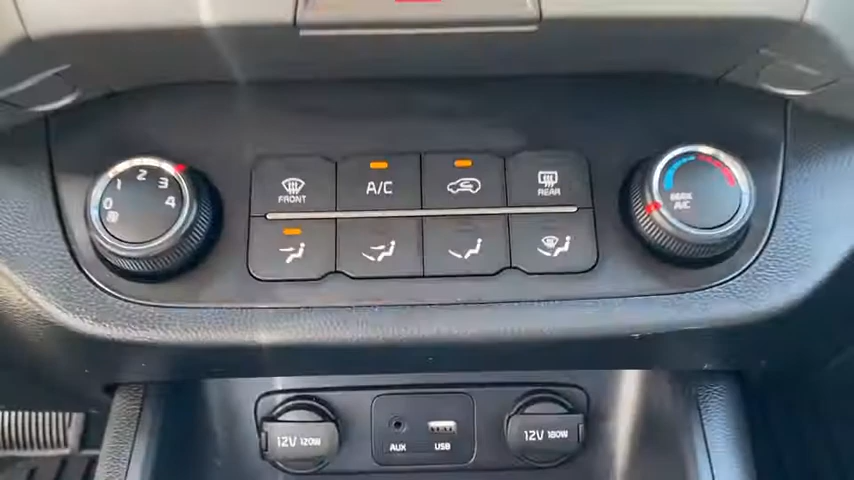 0 1 2 3 4
FRONT
A/C
REAR
MAX A/C
12V 120W
AUX
USB
12V 180W